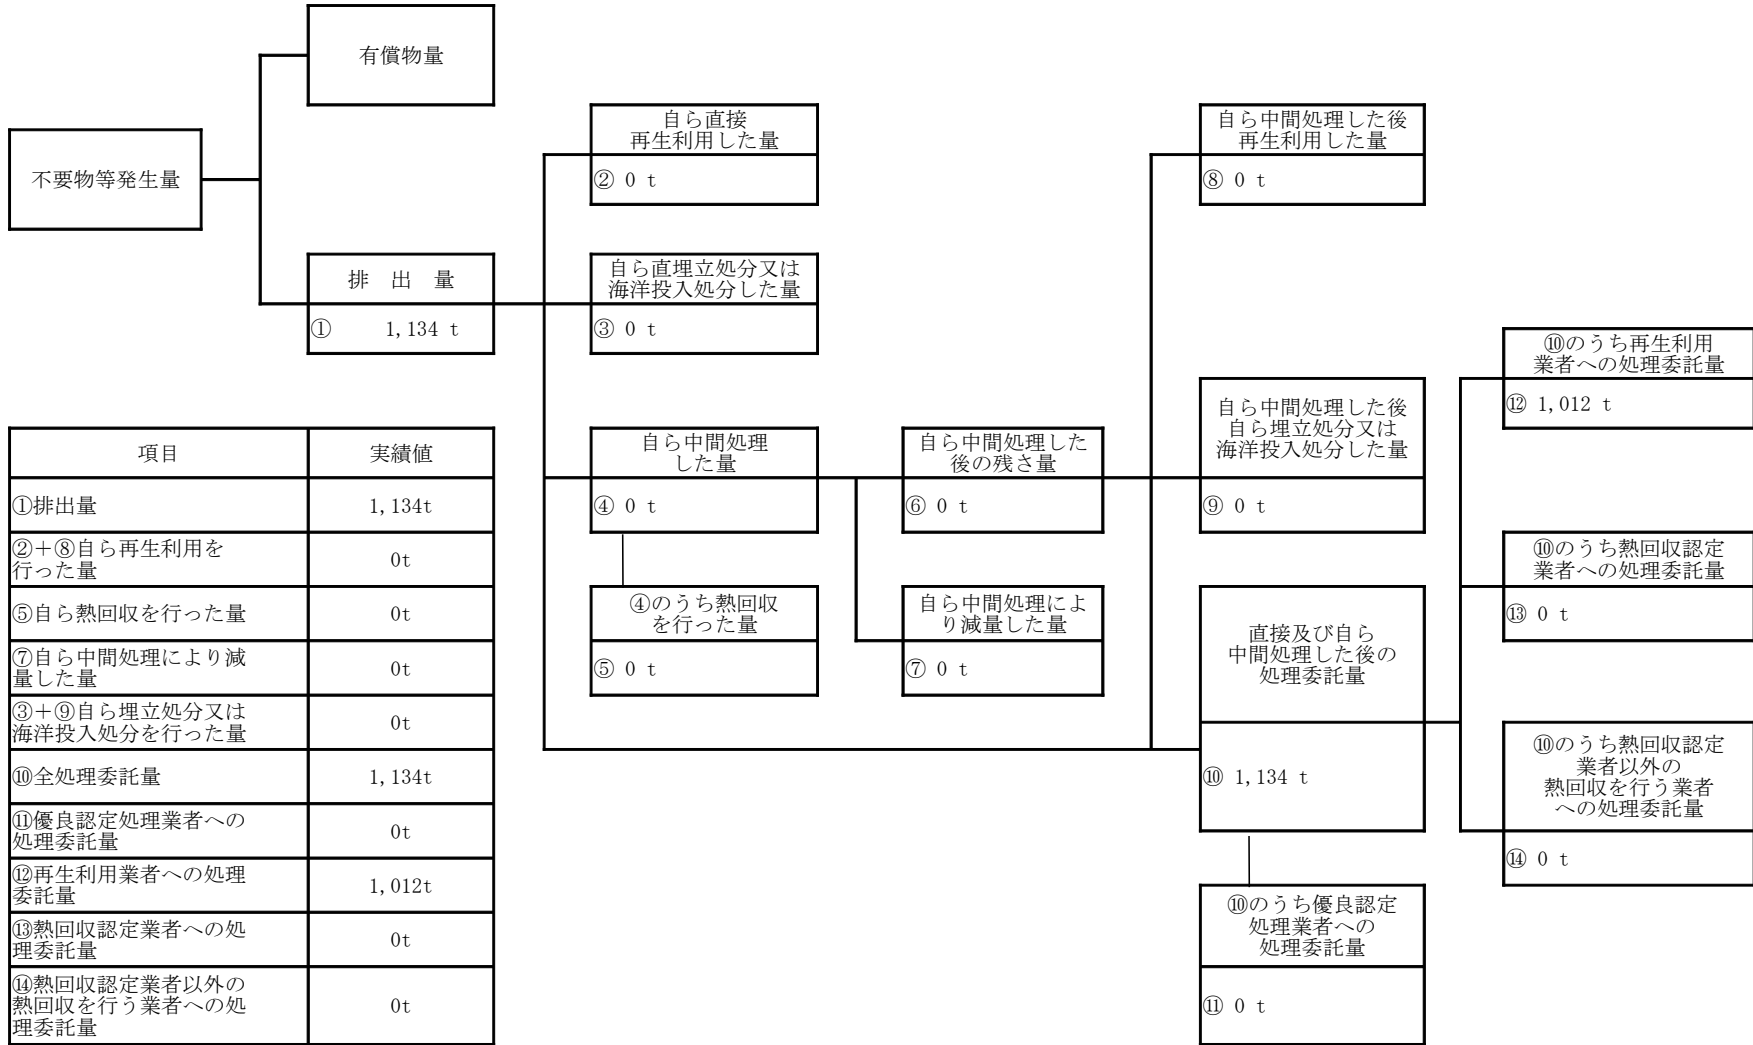 有償物量
不要物等発生量
排　出　量
① 1,134 t
自ら直接
再生利用した量
② 0 t
自ら直埋立処分又は
海洋投入処分した量
③ 0 t
自ら中間処理
した量
④ 0 t
④のうち熱回収
を行った量
⑤ 0 t
自ら中間処理した
後の残さ量
⑥ 0 t
自ら中間処理によ
り減量した量
⑦ 0 t
自ら中間処理した後
再生利用した量
⑧ 0 t
自ら中間処理した後
自ら埋立処分又は
海洋投入処分した量
⑨ 0 t
直接及び自ら
中間処理した後の
処理委託量
⑩ 1,134 t
⑩のうち優良認定
処理業者への
処理委託量
⑪ 0 t
⑩のうち再生利用
業者への処理委託量
⑫ 1,012 t
⑩のうち熱回収認定
業者への処理委託量
⑬ 0 t
⑩のうち熱回収認定
業者以外の
熱回収を行う業者
への処理委託量
⑭ 0 t
項目 実績値
①排出量 1,134t
②＋⑧自ら再生利用を
行った量 0t
⑤自ら熱回収を行った量 0t
⑦自ら中間処理により減
量した量 0t
③＋⑨自ら埋立処分又は
海洋投入処分を行った量 0t
⑩全処理委託量 1,134t
⑪優良認定処理業者への
処理委託量 0t
⑫再生利用業者への処理
委託量 1,012t
⑬熱回収認定業者への処
理委託量 0t
⑭熱回収認定業者以外の
熱回収を行う業者への処
理委託量 0t